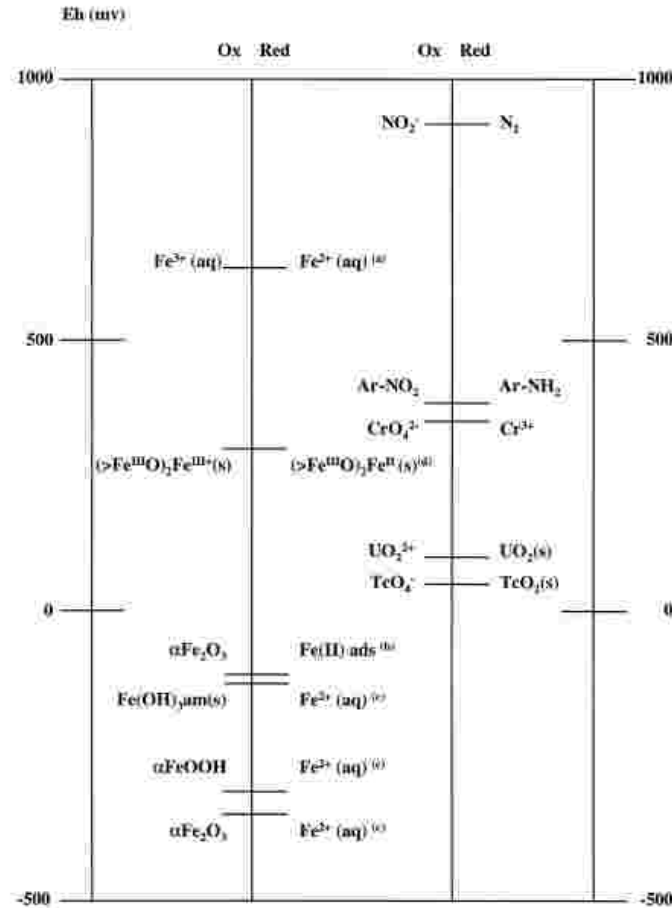 Eh (mv)
Ox Red Ox Red
1000 1000
NO₂⁻ N₂
Fe³⁺ (aq) Fe²⁺ (aq) ⁽ᵃ⁾
500 500
Ar-NO₂ Ar-NH₂
CrO₄²⁻ Cr³⁺
(>FeᴵᴵᴵO)₂Feᴵᴵᴵ⁺(s) (>FeᴵᴵᴵO)₂Feᴵᴵ(s)⁽ᵈ⁾
UO₂²⁺ UO₂(s)
TcO₄⁻ TcO₂(s)
0 0
αFe₂O₃ Fe(II) ads ⁽ᵇ⁾
Fe(OH)₃am(s) Fe²⁺ (aq) ⁽ᶜ⁾
αFeOOH Fe²⁺ (aq) ⁽ᶜ⁾
αFe₂O₃ Fe²⁺ (aq) ⁽ᶜ⁾
-500 -500